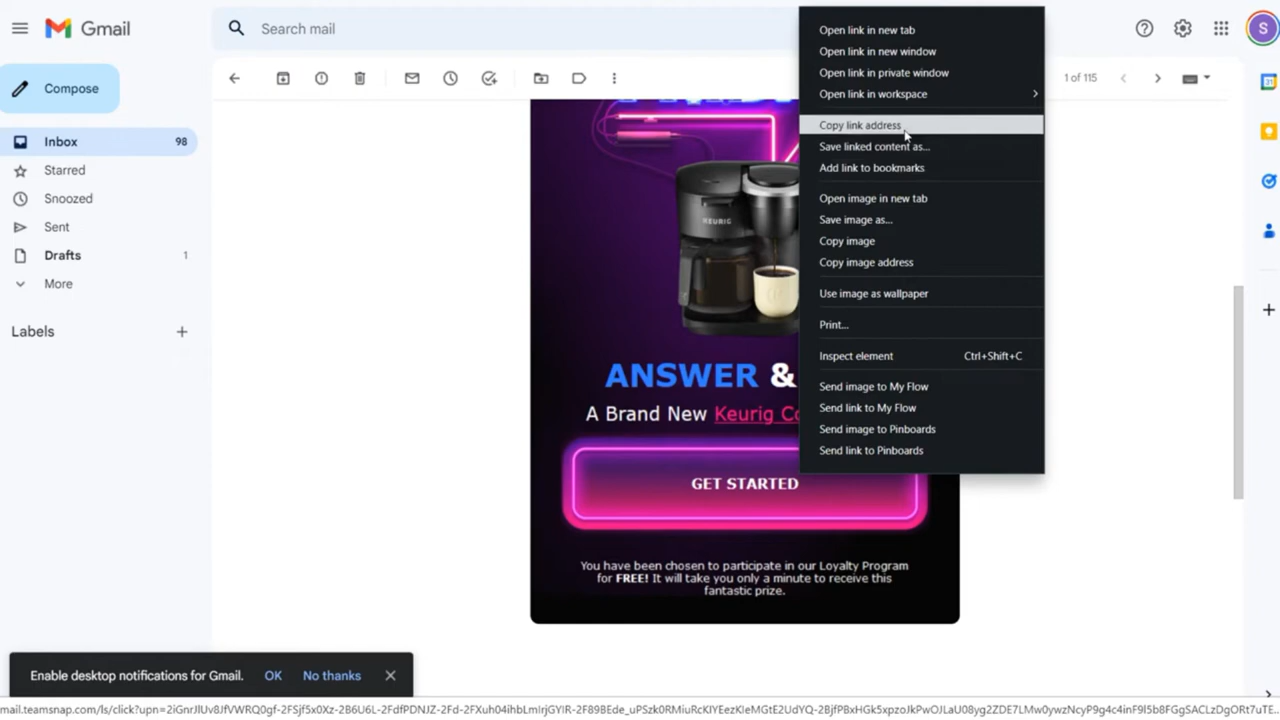 Gmail
Search mail
Compose
1 of 115
Inbox 98
Starred
Snoozed
Sent
Drafts 1
More
Labels
Open link in new tab
Open link in new window
Open link in private window
Open link in workspace
Copy link address
Save linked content as...
Add link to bookmarks
Open image in new tab
Save image as...
Copy image
Copy image address
Use image as wallpaper
Print...
Inspect element Ctrl+Shift+C
Send image to My Flow
Send link to My Flow
Send image to Pinboards
Send link to Pinboards
S
KEURIG
ANSWER &
A Brand New Keurig Co
GET STARTED
You have been chosen to participate in our Loyalty Program
for FREE! It will take you only a minute to receive this
fantastic prize.
Enable desktop notifications for Gmail. OK No thanks